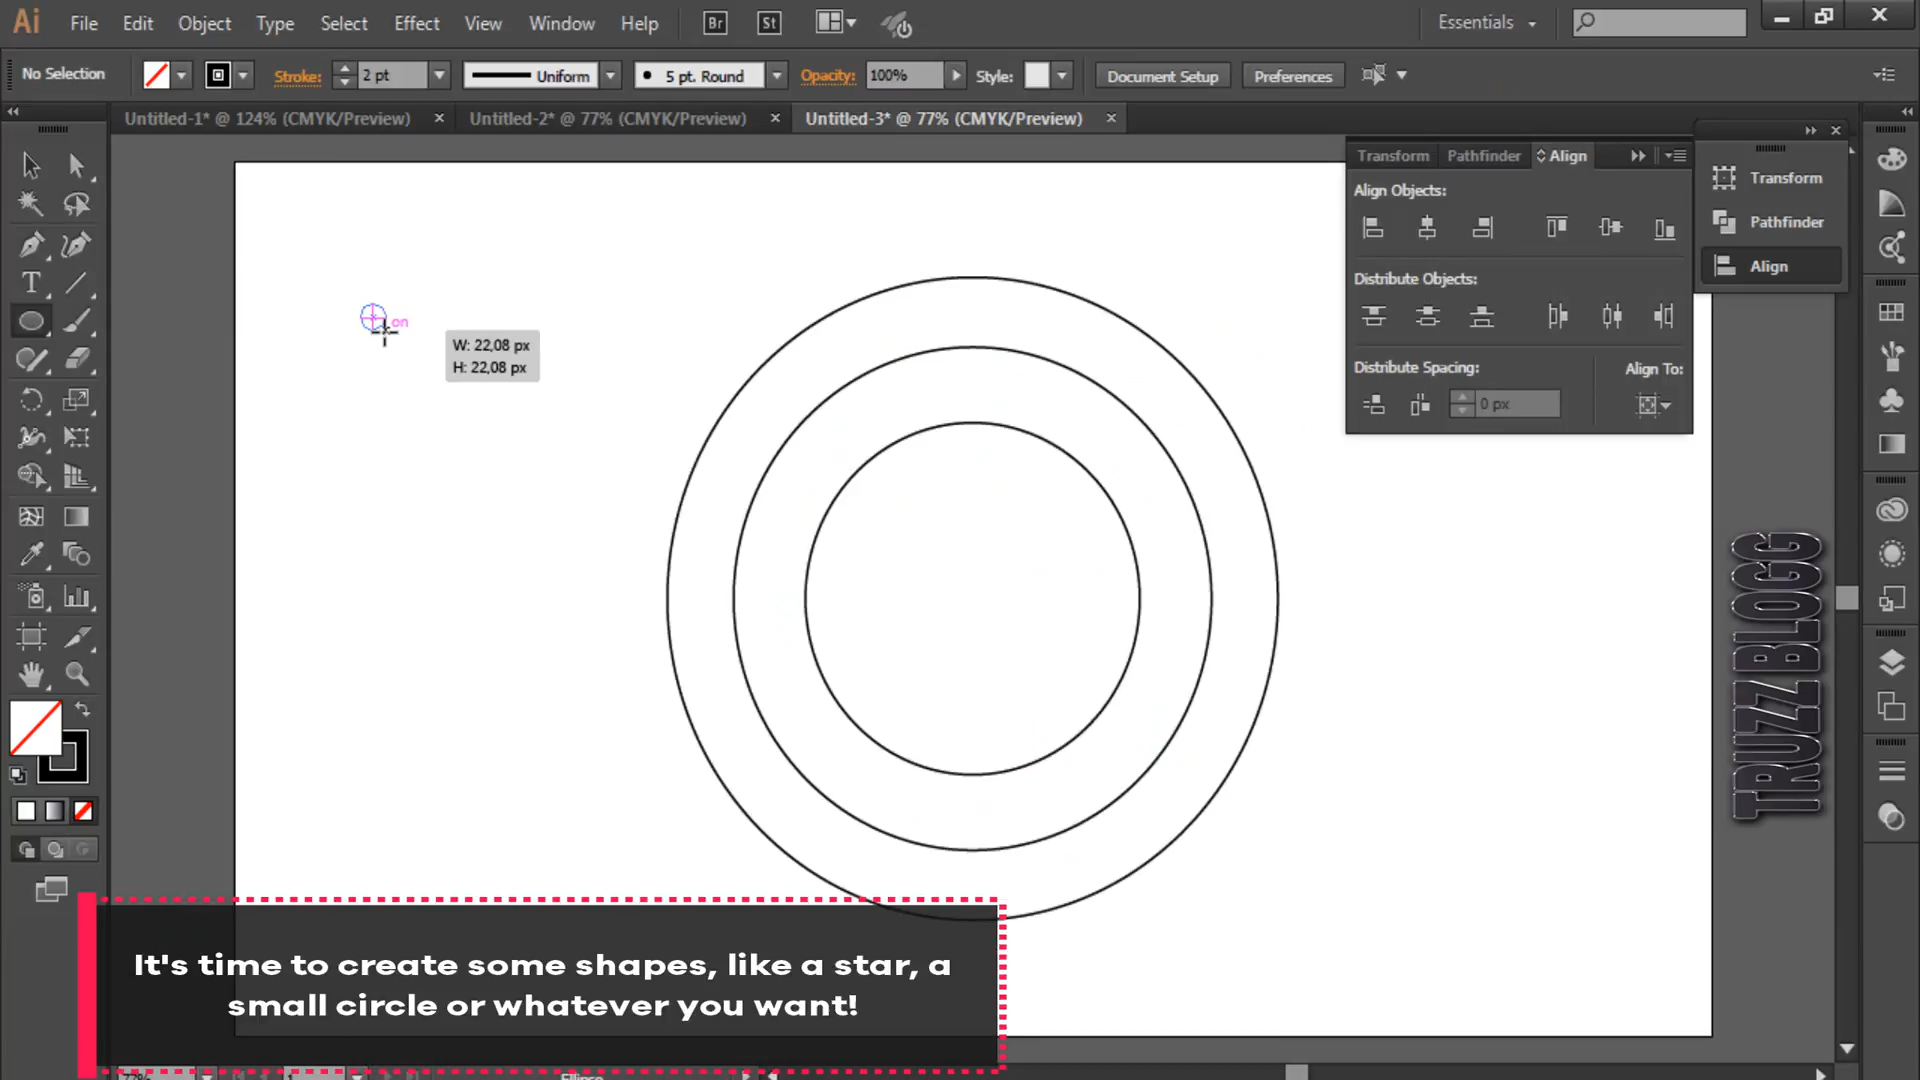 Ai File Edit Object Type Select Effect View Window Help Br St Essentials
No Selection Stroke: 2 pt Uniform 5 pt. Round Opacity: 100% Style: Document Setup Preferences
Untitled-1* @ 124% (CMYK/Preview) Untitled-2* @ 77% (CMYK/Preview) Untitled-3* @ 77% (CMYK/Preview)
Transform Pathfinder Align
Align Objects:
Distribute Objects:
Distribute Spacing: Align To:
0 px
Transform
Pathfinder
Align
on
W: 22,08 px
H: 22,08 px
TRUZZ BLOGG
It's time to create some shapes, like a star, a
small circle or whatever you want!